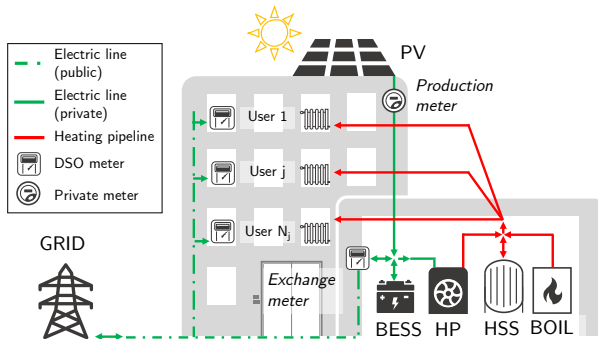 Electric line
(public)
Electric line
(private)
Heating pipeline
DSO meter
Private meter
PV
Production
meter
User 1
User j
User Nj
GRID
Exchange
meter
BESS
HP
HSS
BOIL